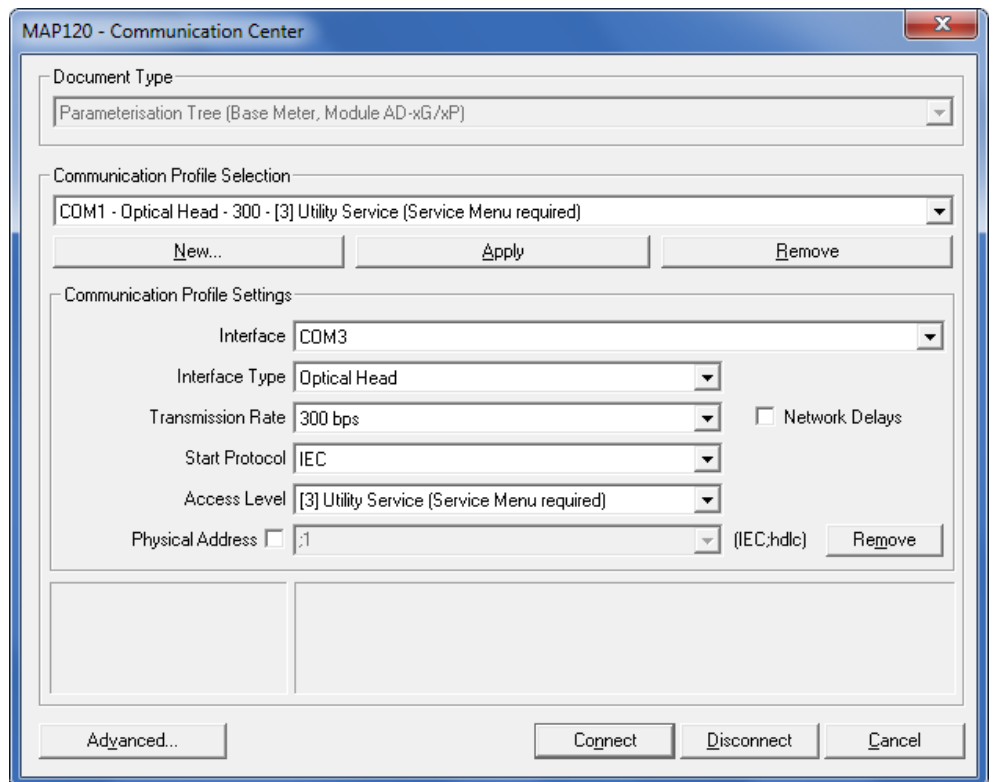 MAP120 - Communication Center
X
Document Type
Parameterisation Tree (Base Meter, Module AD-xG/xP)
Communication Profile Selection
COM1 - Optical Head - 300 - [3] Utility Service (Service Menu required)
New... Apply Remove
Communication Profile Settings
Interface COM3
Interface Type Optical Head
Transmission Rate 300 bps Network Delays
Start Protocol IEC
Access Level [3] Utility Service (Service Menu required)
Physical Address ;1 (IEC;hdlc) Remove
Advanced... Connect Disconnect Cancel